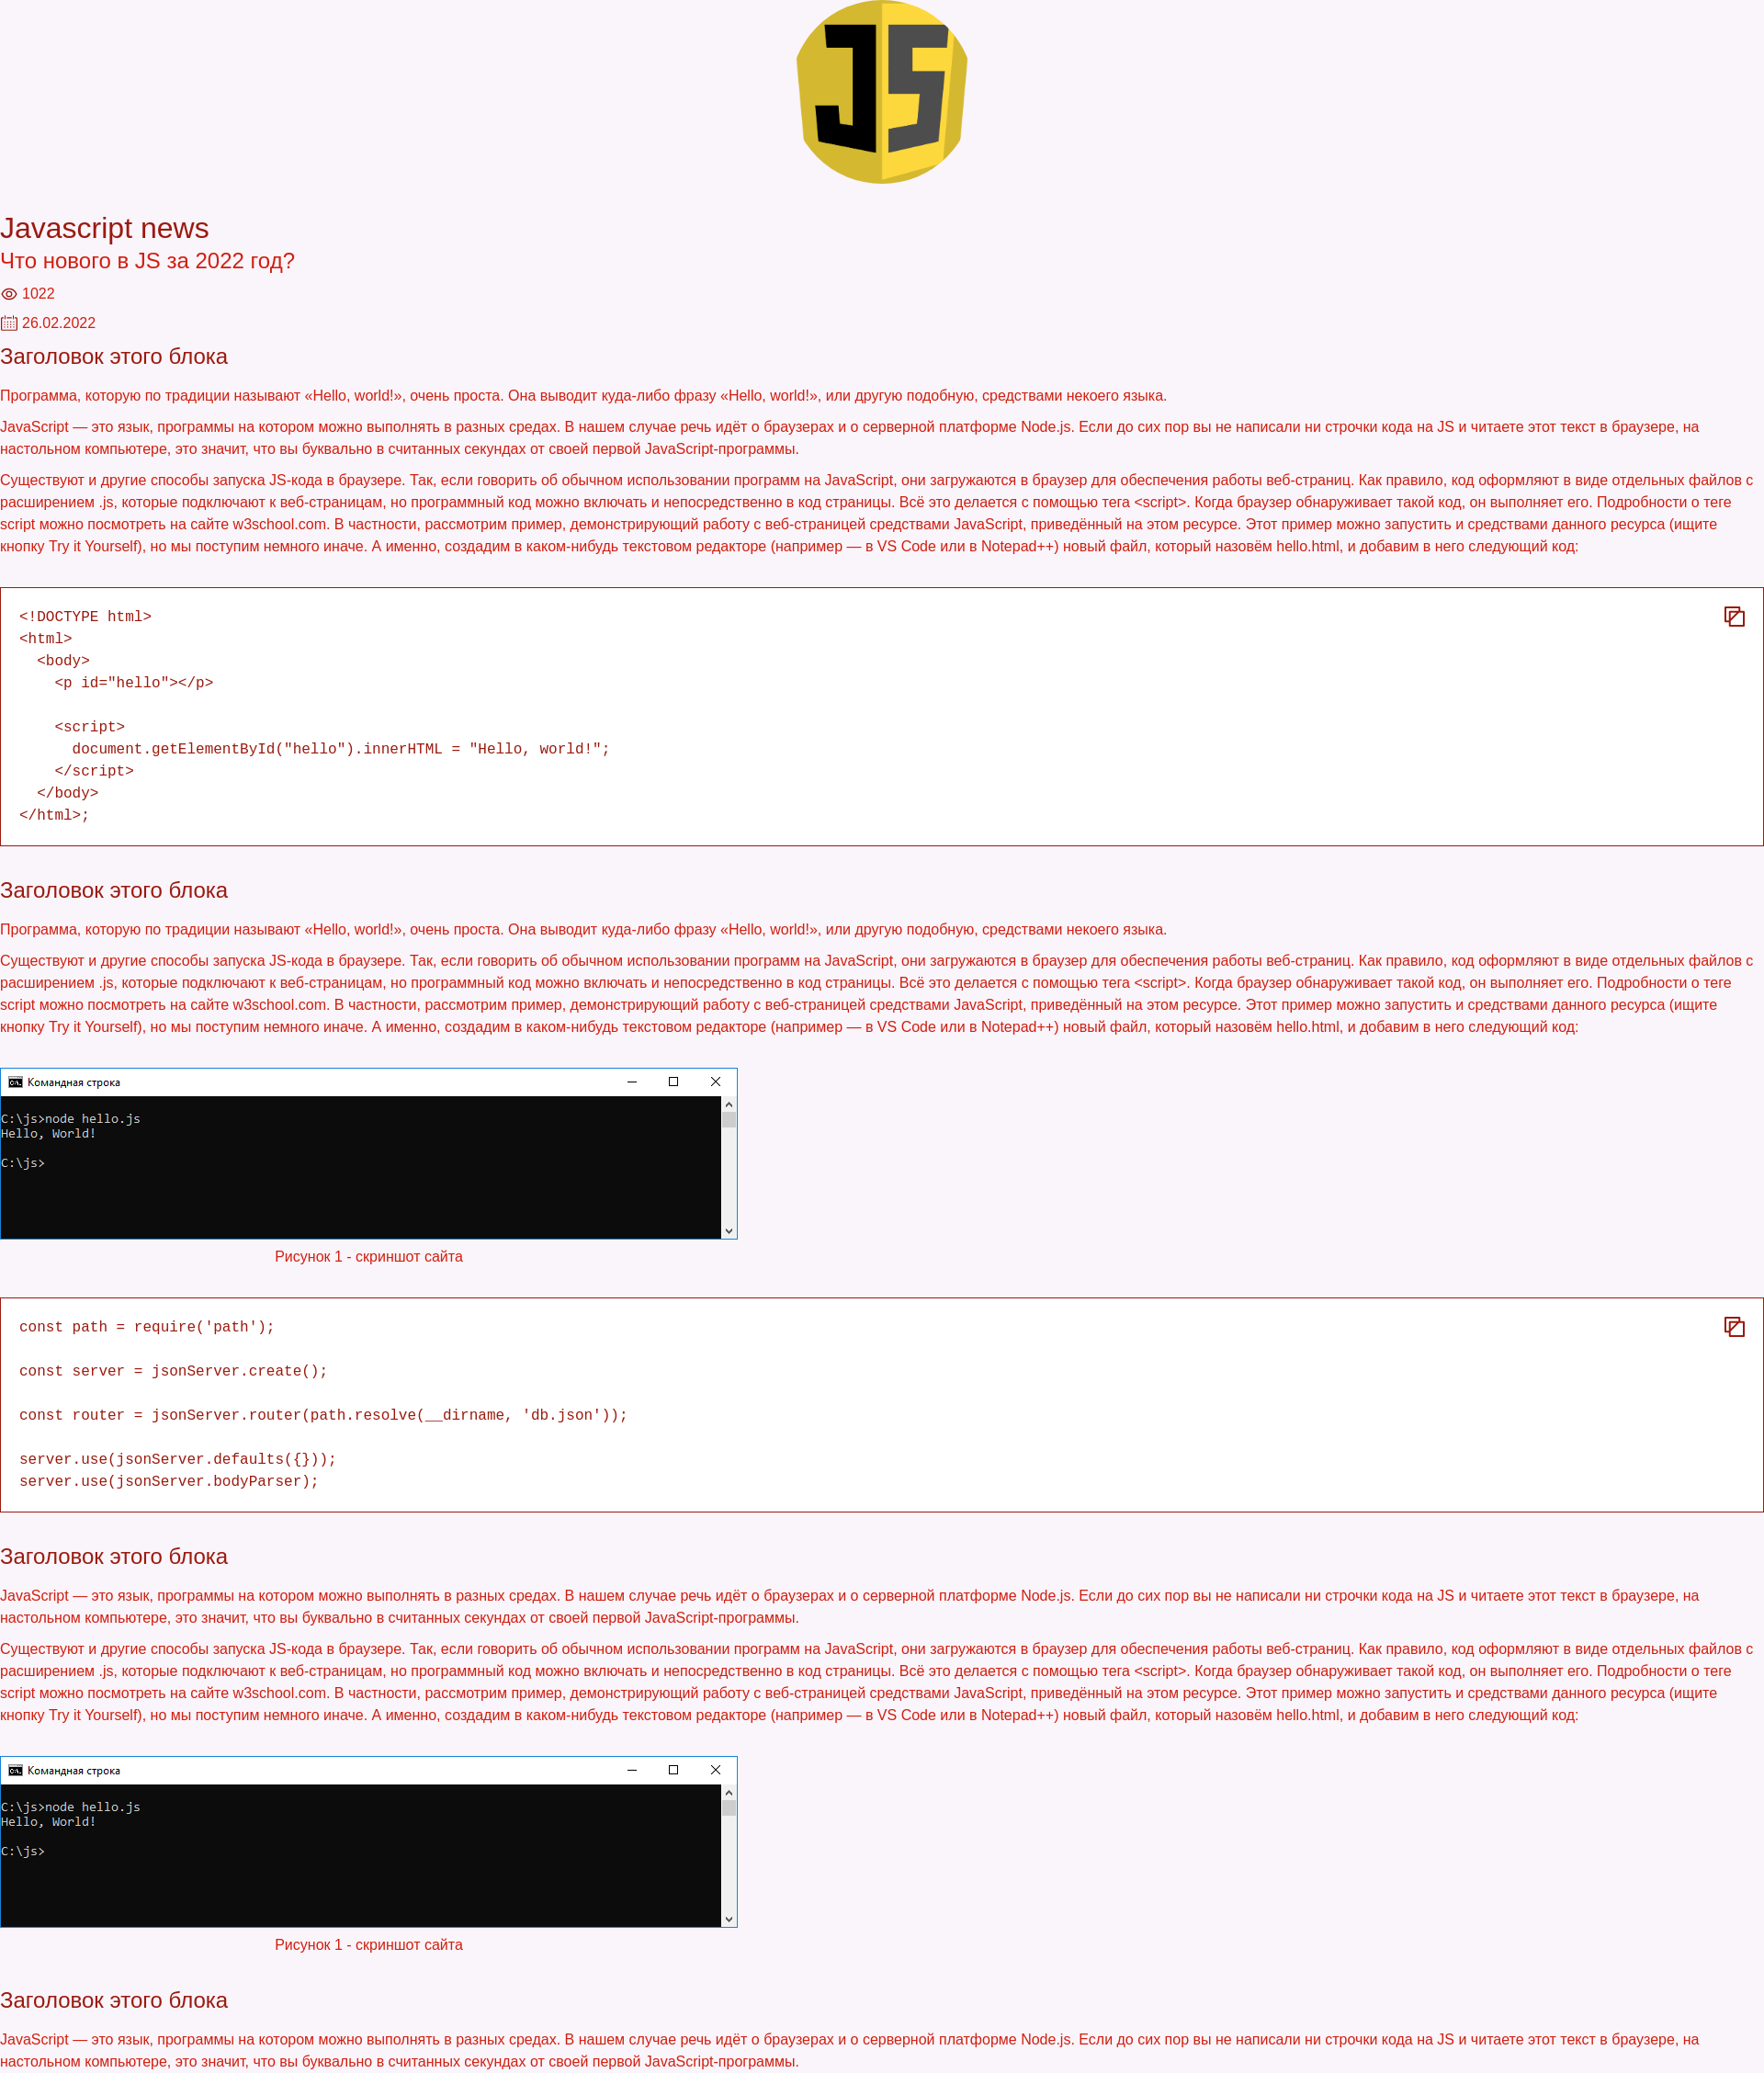 JS
Javascript news
Что нового в JS за 2022 год?
1022
26.02.2022
Заголовок этого блока
Программа, которую по традиции называют «Hello, world!», очень проста. Она выводит куда-либо фразу «Hello, world!», или другую подобную, средствами некоего языка.
JavaScript — это язык, программы на котором можно выполнять в разных средах. В нашем случае речь идёт о браузерах и о серверной платформе Node.js. Если до сих пор вы не написали ни строчки кода на JS и читаете этот текст в браузере, на
настольном компьютере, это значит, что вы буквально в считанных секундах от своей первой JavaScript-программы.
Существуют и другие способы запуска JS-кода в браузере. Так, если говорить об обычном использовании программ на JavaScript, они загружаются в браузер для обеспечения работы веб-страниц. Как правило, код оформляют в виде отдельных файлов с
расширением .js, которые подключают к веб-страницам, но программный код можно включать и непосредственно в код страницы. Всё это делается с помощью тега <script>. Когда браузер обнаруживает такой код, он выполняет его. Подробности о теге
script можно посмотреть на сайте w3school.com. В частности, рассмотрим пример, демонстрирующий работу с веб-страницей средствами JavaScript, приведённый на этом ресурсе. Этот пример можно запустить и средствами данного ресурса (ищите
кнопку Try it Yourself), но мы поступим немного иначе. А именно, создадим в каком-нибудь текстовом редакторе (например — в VS Code или в Notepad++) новый файл, который назовём hello.html, и добавим в него следующий код:
<!DOCTYPE html>
<html>
  <body>
    <p id="hello"></p>

    <script>
      document.getElementById("hello").innerHTML = "Hello, world!";
    </script>
  </body>
</html>;
Заголовок этого блока
Программа, которую по традиции называют «Hello, world!», очень проста. Она выводит куда-либо фразу «Hello, world!», или другую подобную, средствами некоего языка.
Существуют и другие способы запуска JS-кода в браузере. Так, если говорить об обычном использовании программ на JavaScript, они загружаются в браузер для обеспечения работы веб-страниц. Как правило, код оформляют в виде отдельных файлов с
расширением .js, которые подключают к веб-страницам, но программный код можно включать и непосредственно в код страницы. Всё это делается с помощью тега <script>. Когда браузер обнаруживает такой код, он выполняет его. Подробности о теге
script можно посмотреть на сайте w3school.com. В частности, рассмотрим пример, демонстрирующий работу с веб-страницей средствами JavaScript, приведённый на этом ресурсе. Этот пример можно запустить и средствами данного ресурса (ищите
кнопку Try it Yourself), но мы поступим немного иначе. А именно, создадим в каком-нибудь текстовом редакторе (например — в VS Code или в Notepad++) новый файл, который назовём hello.html, и добавим в него следующий код:
Командная строка
C:\js>node hello.js
Hello, World!
C:\js>
Рисунок 1 - скриншот сайта
const path = require('path');

const server = jsonServer.create();

const router = jsonServer.router(path.resolve(__dirname, 'db.json'));

server.use(jsonServer.defaults({}));
server.use(jsonServer.bodyParser);
Заголовок этого блока
JavaScript — это язык, программы на котором можно выполнять в разных средах. В нашем случае речь идёт о браузерах и о серверной платформе Node.js. Если до сих пор вы не написали ни строчки кода на JS и читаете этот текст в браузере, на
настольном компьютере, это значит, что вы буквально в считанных секундах от своей первой JavaScript-программы.
Существуют и другие способы запуска JS-кода в браузере. Так, если говорить об обычном использовании программ на JavaScript, они загружаются в браузер для обеспечения работы веб-страниц. Как правило, код оформляют в виде отдельных файлов с
расширением .js, которые подключают к веб-страницам, но программный код можно включать и непосредственно в код страницы. Всё это делается с помощью тега <script>. Когда браузер обнаруживает такой код, он выполняет его. Подробности о теге
script можно посмотреть на сайте w3school.com. В частности, рассмотрим пример, демонстрирующий работу с веб-страницей средствами JavaScript, приведённый на этом ресурсе. Этот пример можно запустить и средствами данного ресурса (ищите
кнопку Try it Yourself), но мы поступим немного иначе. А именно, создадим в каком-нибудь текстовом редакторе (например — в VS Code или в Notepad++) новый файл, который назовём hello.html, и добавим в него следующий код:
Командная строка
C:\js>node hello.js
Hello, World!
C:\js>
Рисунок 1 - скриншот сайта
Заголовок этого блока
JavaScript — это язык, программы на котором можно выполнять в разных средах. В нашем случае речь идёт о браузерах и о серверной платформе Node.js. Если до сих пор вы не написали ни строчки кода на JS и читаете этот текст в браузере, на
настольном компьютере, это значит, что вы буквально в считанных секундах от своей первой JavaScript-программы.